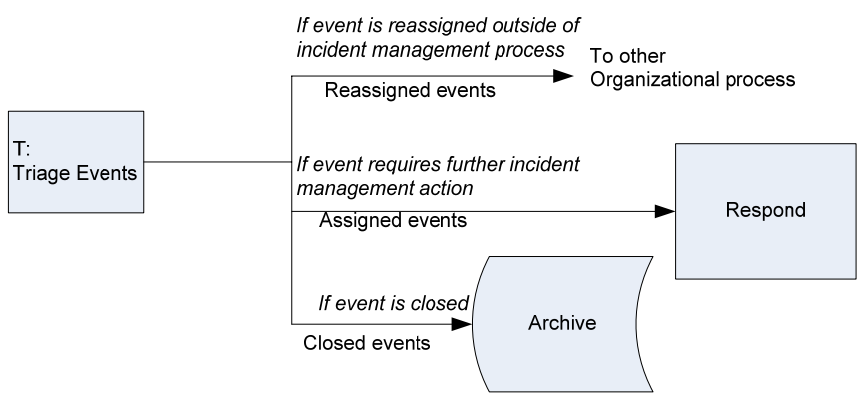 If event is reassigned outside of
incident management process
To other
Organizational process
Reassigned events
T:
Triage Events
If event requires further incident
management action
Assigned events
Respond
If event is closed
Archive
Closed events